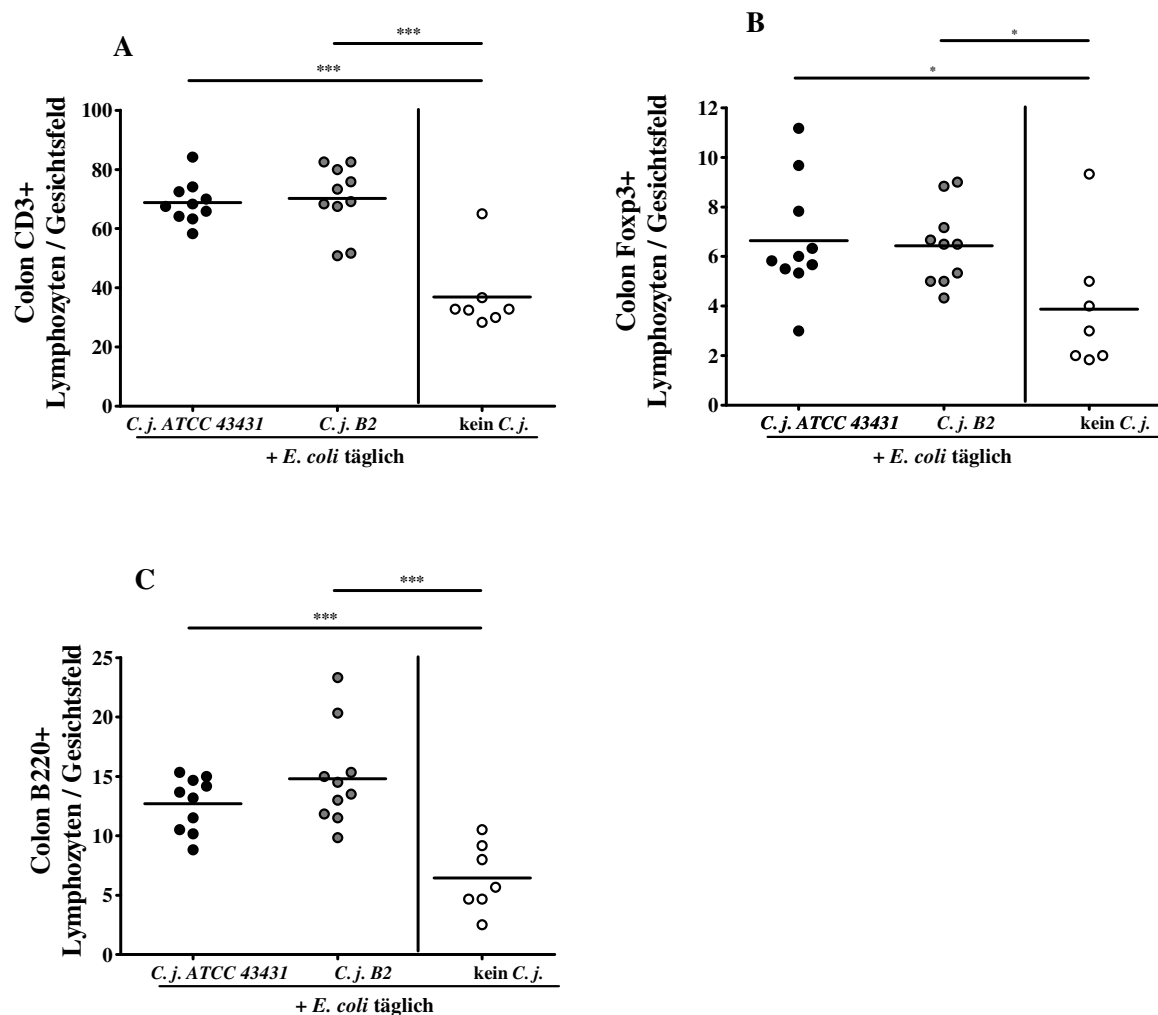 A
***
***
Colon CD3+
Lymphozyten / Gesichtsfeld
100
80
60
40
20
0
C. j. ATCC 43431 C. j. B2 kein C. j.
+ E. coli täglich
B
*
*
Colon Foxp3+
Lymphozyten / Gesichtsfeld
12
10
8
6
4
2
0
C. j. ATCC 43431 C. j. B2 kein C. j.
+ E. coli täglich
C
***
***
Colon B220+
Lymphozyten / Gesichtsfeld
25
20
15
10
5
0
C. j. ATCC 43431 C. j. B2 kein C. j.
+ E. coli täglich